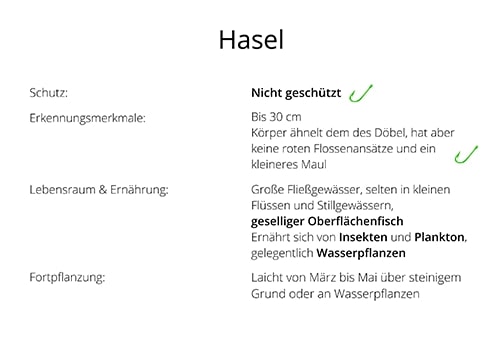 Hasel
Schutz:
Nicht geschützt
Erkennungsmerkmale:
Bis 30 cm
Körper ähnelt dem des Döbel, hat aber
keine roten Flossenansätze und ein
kleineres Maul
Lebensraum & Ernährung:
Große Fließgewässer, selten in kleinen
Flüssen und Stillgewässern,
geselliger Oberflächenfisch
Ernährt sich von Insekten und Plankton,
gelegentlich Wasserpflanzen
Fortpflanzung:
Laicht von März bis Mai über steinigem
Grund oder an Wasserpflanzen